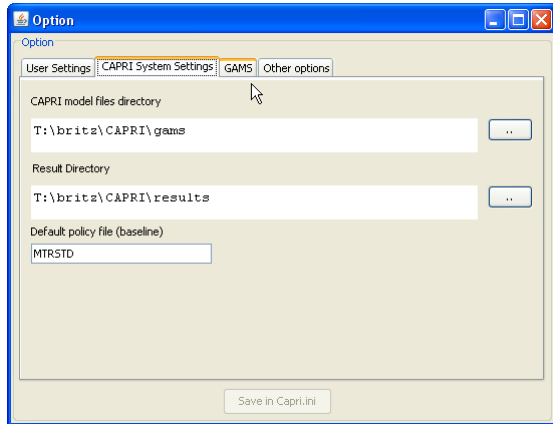 Option
Option
User Settings CAPRI System Settings GAMS Other options
CAPRI model files directory
T:\britz\CAPRI\gams
..
Result Directory
T:\britz\CAPRI\results
..
Default policy file (baseline)
MTRSTD
Save in Capri.ini